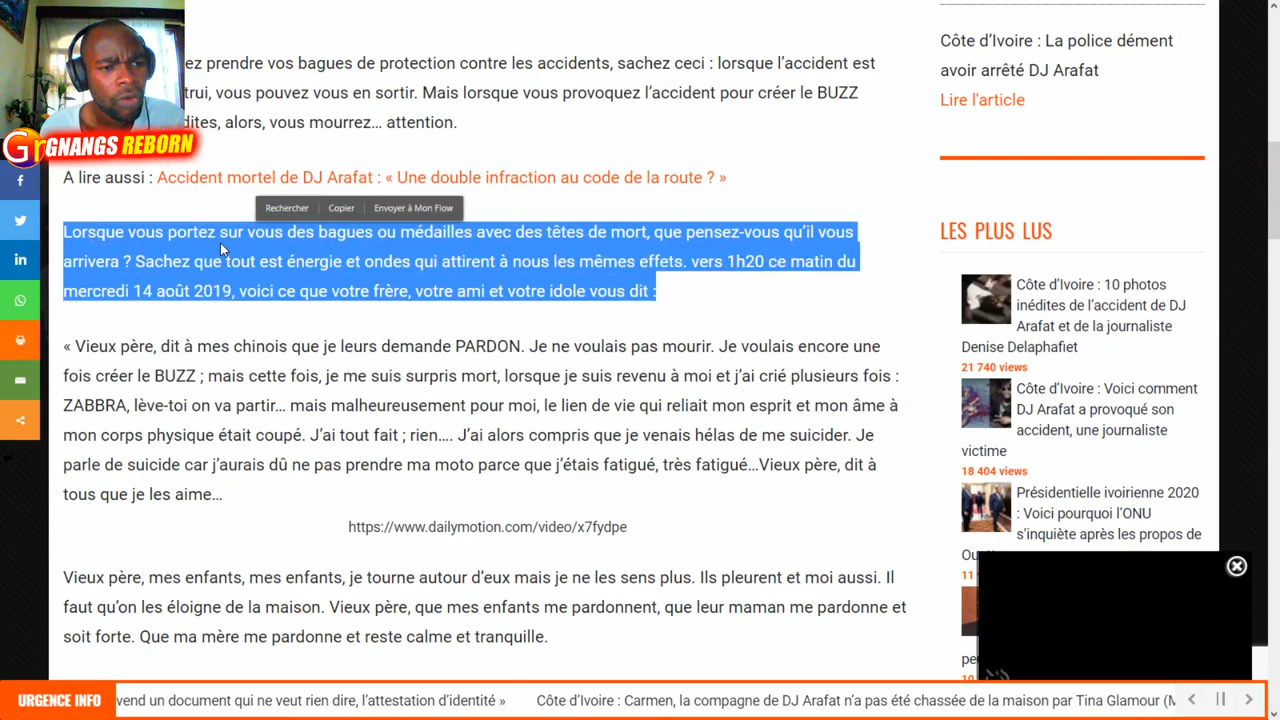 ez prendre vos bagues de protection contre les accidents, sachez ceci : lorsque l’accident est
trui, vous pouvez vous en sortir. Mais lorsque vous provoquez l’accident pour créer le BUZZ
dites, alors, vous mourrez… attention.
Gr GNANGS REBORN
A lire aussi : Accident mortel de DJ Arafat : « Une double infraction au code de la route ? »
Rechercher Copier Envoyer à Mon Flow
Lorsque vous portez sur vous des bagues ou médailles avec des têtes de mort, que pensez-vous qu’il vous
arrivera ? Sachez que tout est énergie et ondes qui attirent à nous les mêmes effets. vers 1h20 ce matin du
mercredi 14 août 2019, voici ce que votre frère, votre ami et votre idole vous dit :
« Vieux père, dit à mes chinois que je leurs demande PARDON. Je ne voulais pas mourir. Je voulais encore une
fois créer le BUZZ ; mais cette fois, je me suis surpris mort, lorsque je suis revenu à moi et j’ai crié plusieurs fois :
ZABBRA, lève-toi on va partir… mais malheureusement pour moi, le lien de vie qui reliait mon esprit et mon âme à
mon corps physique était coupé. J’ai tout fait ; rien…. J’ai alors compris que je venais hélas de me suicider. Je
parle de suicide car j’aurais dû ne pas prendre ma moto parce que j’étais fatigué, très fatigué…Vieux père, dit à
tous que je les aime…
https://www.dailymotion.com/video/x7fydpe
Vieux père, mes enfants, mes enfants, je tourne autour d’eux mais je ne les sens plus. Ils pleurent et moi aussi. Il
faut qu’on les éloigne de la maison. Vieux père, que mes enfants me pardonnent, que leur maman me pardonne et
soit forte. Que ma mère me pardonne et reste calme et tranquille.
Côte d’Ivoire : La police dément
avoir arrêté DJ Arafat
Lire l'article
LES PLUS LUS
Côte d’Ivoire : 10 photos
inédites de l’accident de DJ
Arafat et de la journaliste
Denise Delaphafiet
21 740 views
Côte d’Ivoire : Voici comment
DJ Arafat a provoqué son
accident, une journaliste
victime
18 404 views
Présidentielle ivoirienne 2020
: Voici pourquoi l’ONU
s’inquiète après les propos de
Ou
11
pe
10
URGENCE INFO vend un document qui ne veut rien dire, l’attestation d’identité » Côte d’Ivoire : Carmen, la compagne de DJ Arafat n’a pas été chassée de la maison par Tina Glamour (M